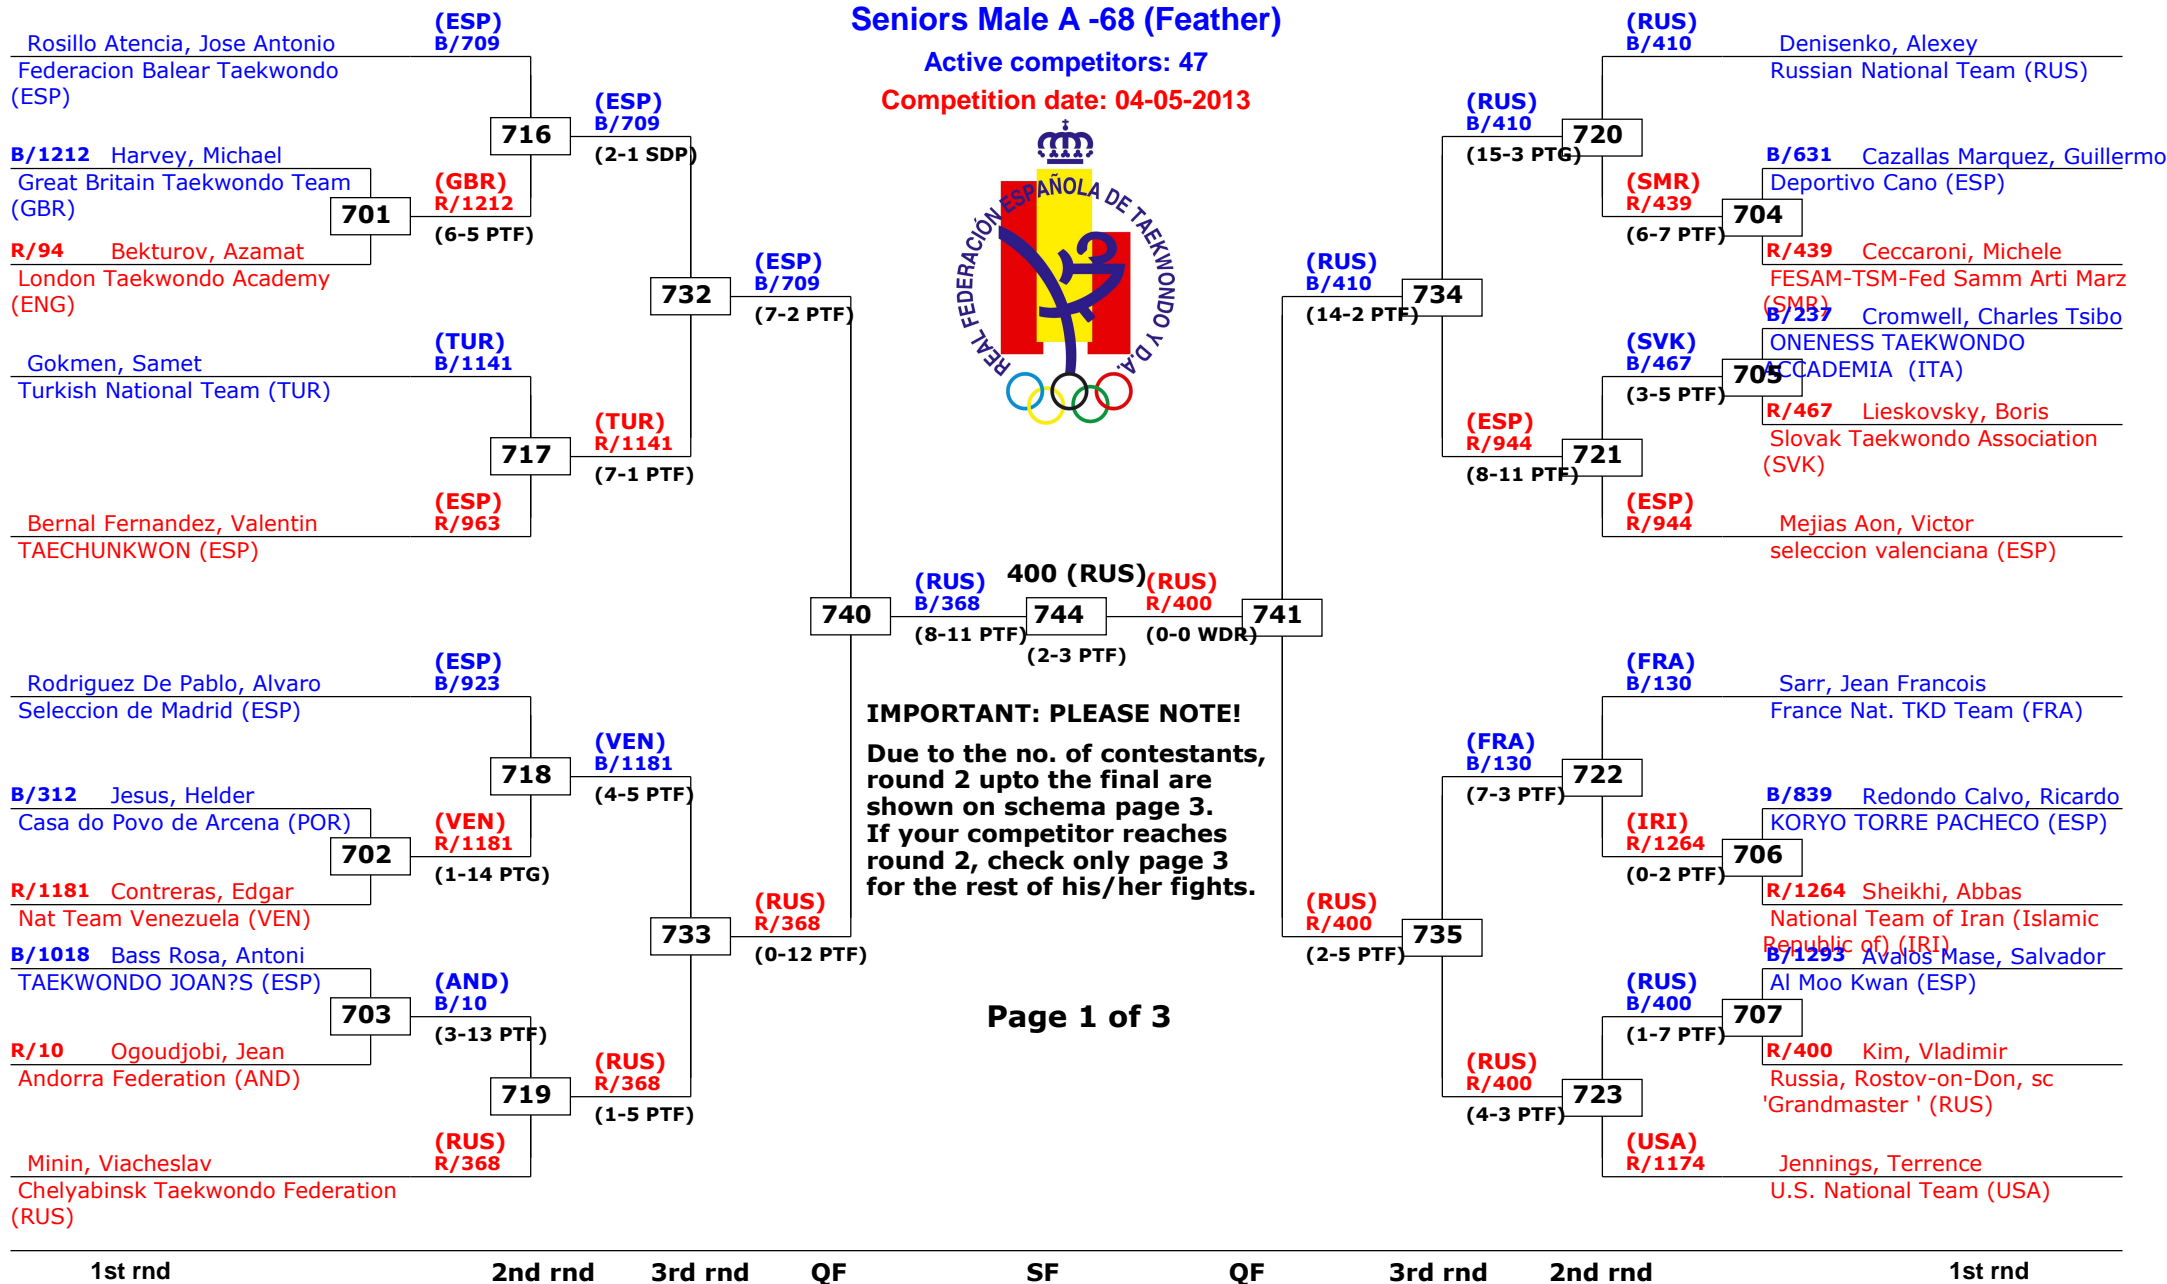 Seniors Male A -68 (Feather)
Active competitors: 47
Competition date: 04-05-2013
REAL FEDERACIÓN ESPAÑOLA DE TAEKWONDO Y D.A.
(ESP)
B/709
Rosillo Atencia, Jose Antonio
Federacion Balear Taekwondo
(ESP)
716
(ESP)
B/709
(2-1 SDP)
B/1212 Harvey, Michael
Great Britain Taekwondo Team
(GBR)
701
(GBR)
R/1212
(6-5 PTF)
R/94 Bekturov, Azamat
London Taekwondo Academy
(ENG)
732
(ESP)
B/709
(7-2 PTF)
(TUR)
B/1141
Gokmen, Samet
Turkish National Team (TUR)
717
(TUR)
R/1141
(7-1 PTF)
(ESP)
R/963
Bernal Fernandez, Valentin
TAECHUNKWON (ESP)
740
(RUS)
B/368
(8-11 PTF)
400 (RUS)
744
(2-3 PTF)
(RUS)
R/400
(0-0 WDR)
741
(ESP)
B/923
Rodriguez De Pablo, Alvaro
Seleccion de Madrid (ESP)
718
(VEN)
B/1181
(4-5 PTF)
B/312 Jesus, Helder
Casa do Povo de Arcena (POR)
702
(VEN)
R/1181
(1-14 PTG)
R/1181 Contreras, Edgar
Nat Team Venezuela (VEN)
733
(RUS)
R/368
(0-12 PTF)
B/1018 Bass Rosa, Antoni
TAEKWONDO JOAN?S (ESP)
703
(AND)
B/10
(3-13 PTF)
R/10 Ogoudjobi, Jean
Andorra Federation (AND)
719
(RUS)
R/368
(1-5 PTF)
(RUS)
R/368
Minin, Viacheslav
Chelyabinsk Taekwondo Federation
(RUS)
IMPORTANT: PLEASE NOTE!
Due to the no. of contestants,
round 2 upto the final are
shown on schema page 3.
If your competitor reaches
round 2, check only page 3
for the rest of his/her fights.
Page 1 of 3
(RUS)
B/410
Denisenko, Alexey
Russian National Team (RUS)
(RUS)
B/410
(15-3 PTG)
720
B/631 Cazallas Marquez, Guillermo
Deportivo Cano (ESP)
(SMR)
R/439
(6-7 PTF)
704
R/439 Ceccaroni, Michele
FESAM-TSM-Fed Samm Arti Marz
(SMR)
(RUS)
B/410
(14-2 PTF)
734
B/237 Cromwell, Charles Tsibo
ONENESS TAEKWONDO
ACCADEMIA (ITA)
(SVK)
B/467
(3-5 PTF)
705
R/467 Lieskovsky, Boris
Slovak Taekwondo Association
(SVK)
(ESP)
R/944
(8-11 PTF)
721
(ESP)
R/944
Mejias Aon, Victor
seleccion valenciana (ESP)
(FRA)
B/130
Sarr, Jean Francois
France Nat. TKD Team (FRA)
(FRA)
B/130
(7-3 PTF)
722
B/839 Redondo Calvo, Ricardo
KORYO TORRE PACHECO (ESP)
(IRI)
R/1264
(0-2 PTF)
706
R/1264 Sheikhi, Abbas
National Team of Iran (Islamic
Republic of) (IRI)
(RUS)
R/400
(2-5 PTF)
735
B/1293 Avalos Mase, Salvador
Al Moo Kwan (ESP)
(RUS)
B/400
(1-7 PTF)
707
R/400 Kim, Vladimir
Russia, Rostov-on-Don, sc
'Grandmaster ' (RUS)
(RUS)
R/400
(4-3 PTF)
723
(USA)
R/1174
Jennings, Terrence
U.S. National Team (USA)
1st rnd 2nd rnd 3rd rnd QF SF QF 3rd rnd 2nd rnd 1st rnd